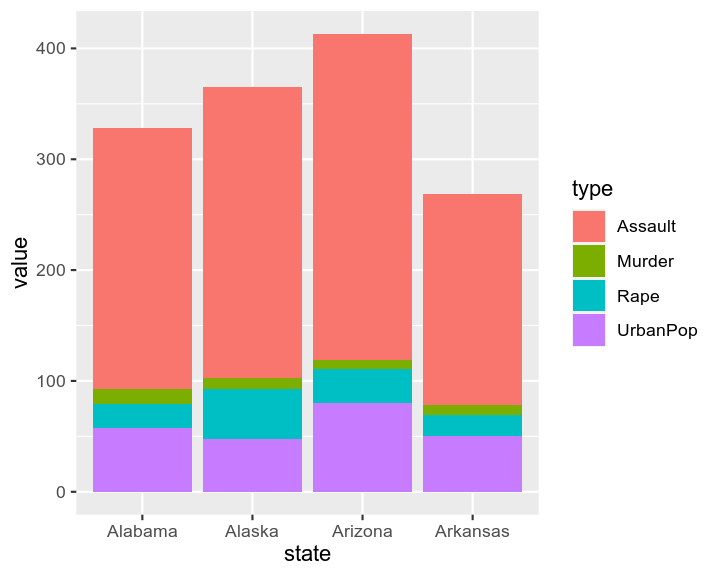 400
300
200
100
0
value
Alabama
Alaska
Arizona
Arkansas
state
type
Assault
Murder
Rape
UrbanPop